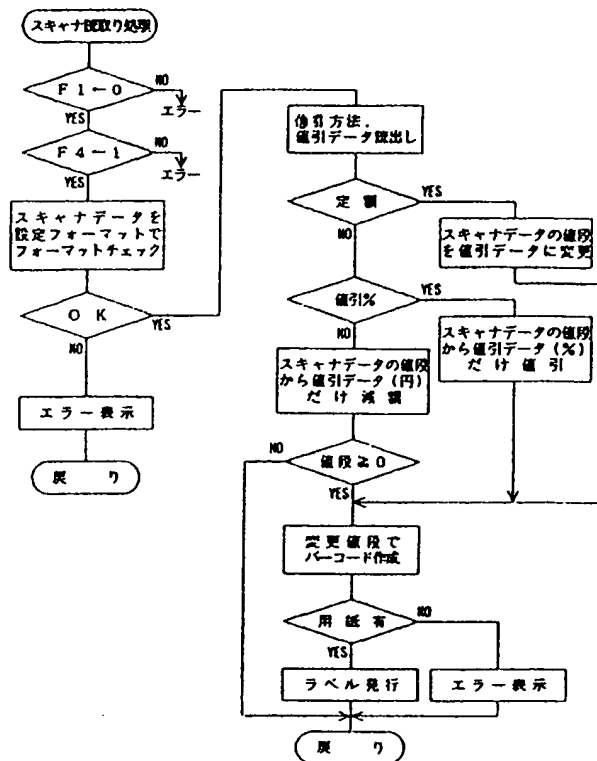 スキャナ読取り処理
F1←0
NO
エラー
YES
F4←1
NO
エラー
YES
スキャナデータを
設定フォーマットで
フォーマットチェック
OK
YES
NO
エラー表示
戻り
値引方法,
値引データ読出し
定額
YES
NO
スキャナデータの値段
を値引データに変更
値引%
YES
NO
スキャナデータの値段
から値引データ(%)
だけ値引
スキャナデータの値段
から値引データ(円)
だけ減額
値段≧0
NO
YES
変更値段で
バーコード作成
用紙有
NO
YES
ラベル発行
エラー表示
戻り